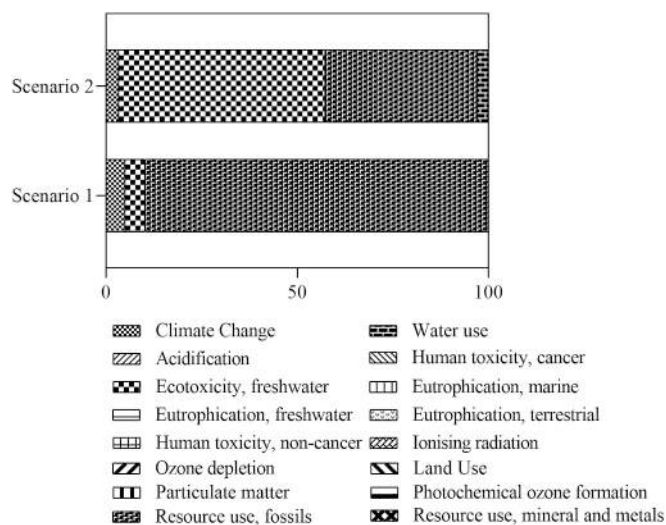 Scenario 2
Scenario 1
0 50 100
Climate Change Water use
Acidification Human toxicity, cancer
Ecotoxicity, freshwater Eutrophication, marine
Eutrophication, freshwater Eutrophication, terrestrial
Human toxicity, non-cancer Ionising radiation
Ozone depletion Land Use
Particulate matter Photochemical ozone formation
Resource use, fossils Resource use, mineral and metals